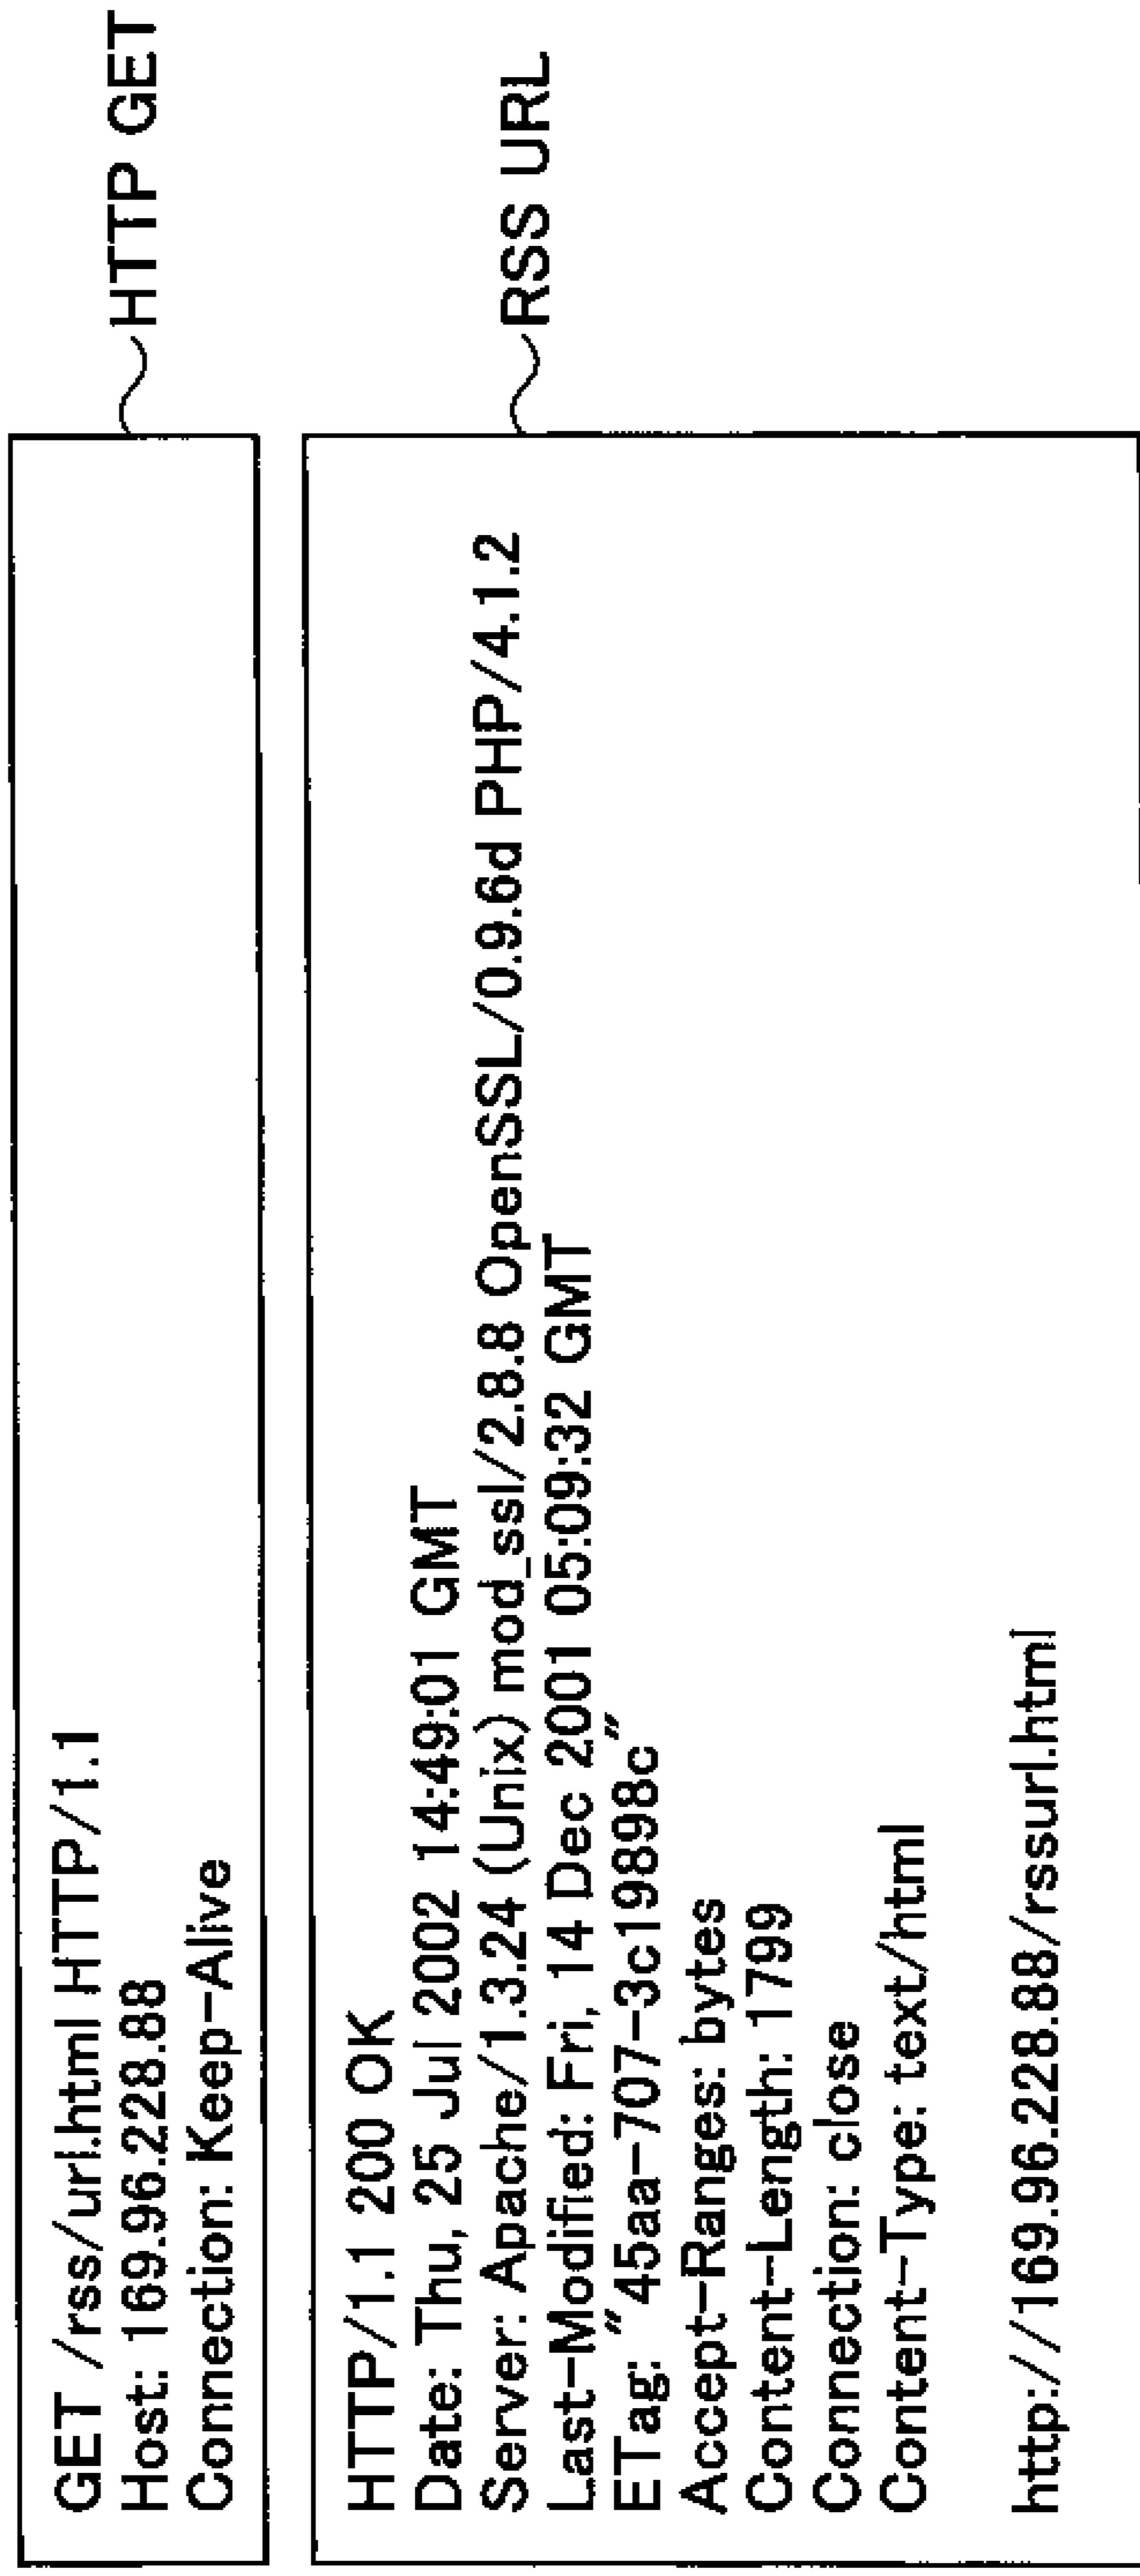 GET /rss/url.html HTTP/1.1
Host: 169.96.228.88
Connection: Keep-Alive
HTTP GET
HTTP/1.1 200 OK
Date: Thu, 25 Jul 2002 14:49:01 GMT
Server: Apache/1.3.24 (Unix) mod_ssl/2.8.8 OpenSSL/0.9.6d PHP/4.1.2
Last-Modified: Fri, 14 Dec 2001 05:09:32 GMT
ETag: "45aa-707-3c19898c"
Accept-Ranges: bytes
Content-Length: 1799
Connection: close
Content-Type: text/html
http://169.96.228.88/rssurl.html
RSS URL